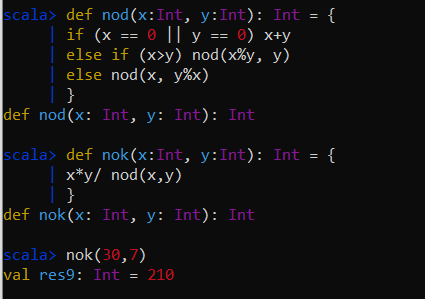 scala> def nod(x:Int, y:Int): Int = {
| if (x == 0 || y == 0) x+y
| else if (x>y) nod(x%y, y)
| else nod(x, y%x)
| }
def nod(x: Int, y: Int): Int
scala> def nok(x:Int, y:Int): Int = {
| x*y/ nod(x,y)
| }
def nok(x: Int, y: Int): Int
scala> nok(30,7)
val res9: Int = 210